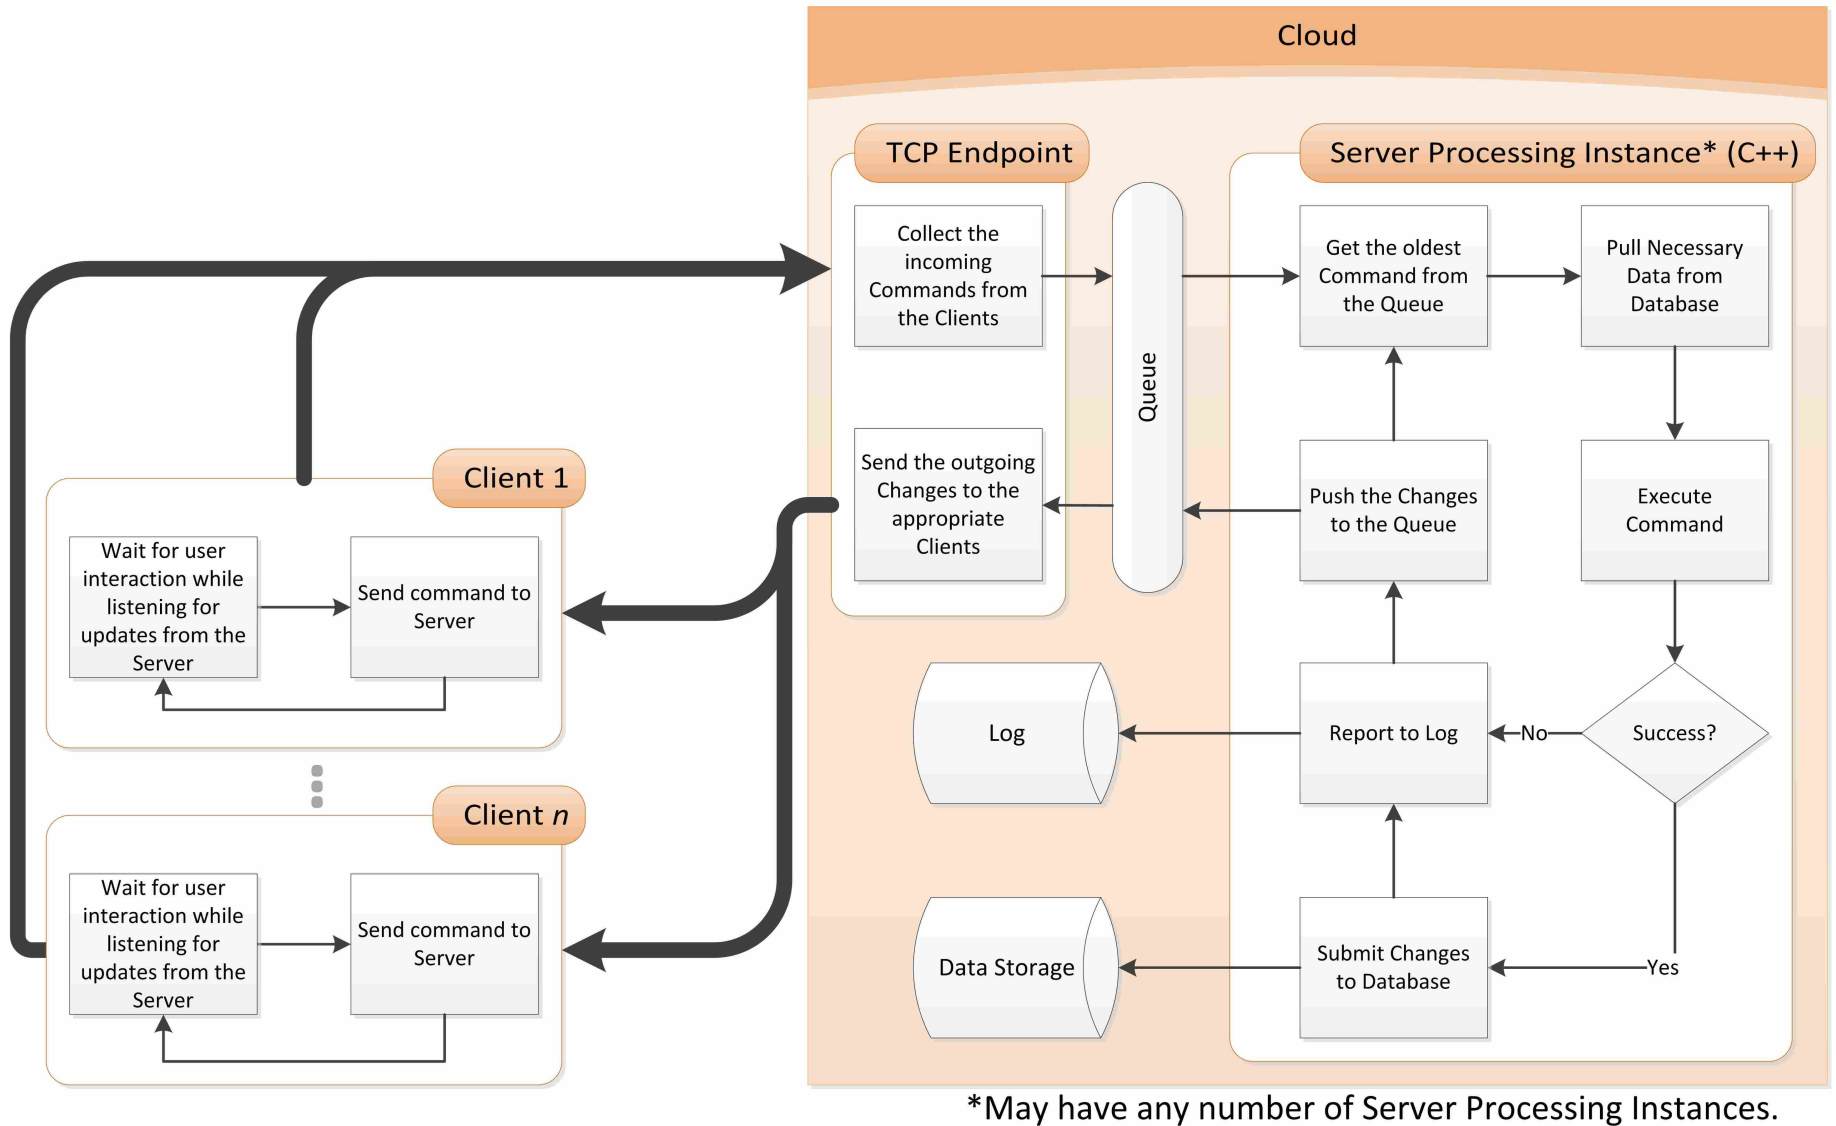 Cloud
TCP Endpoint
Collect the
incoming
Commands from
the Clients
Send the outgoing
Changes to the
appropriate
Clients
Queue
Server Processing Instance* (C++)
Get the oldest
Command from
the Queue
Pull Necessary
Data from
Database
Push the Changes
to the Queue
Execute
Command
Report to Log
No
Success?
Submit Changes
to Database
Yes
Log
Data Storage
Client 1
Wait for user
interaction while
listening for
updates from the
Server
Send command to
Server
Client n
Wait for user
interaction while
listening for
updates from the
Server
Send command to
Server
*May have any number of Server Processing Instances.